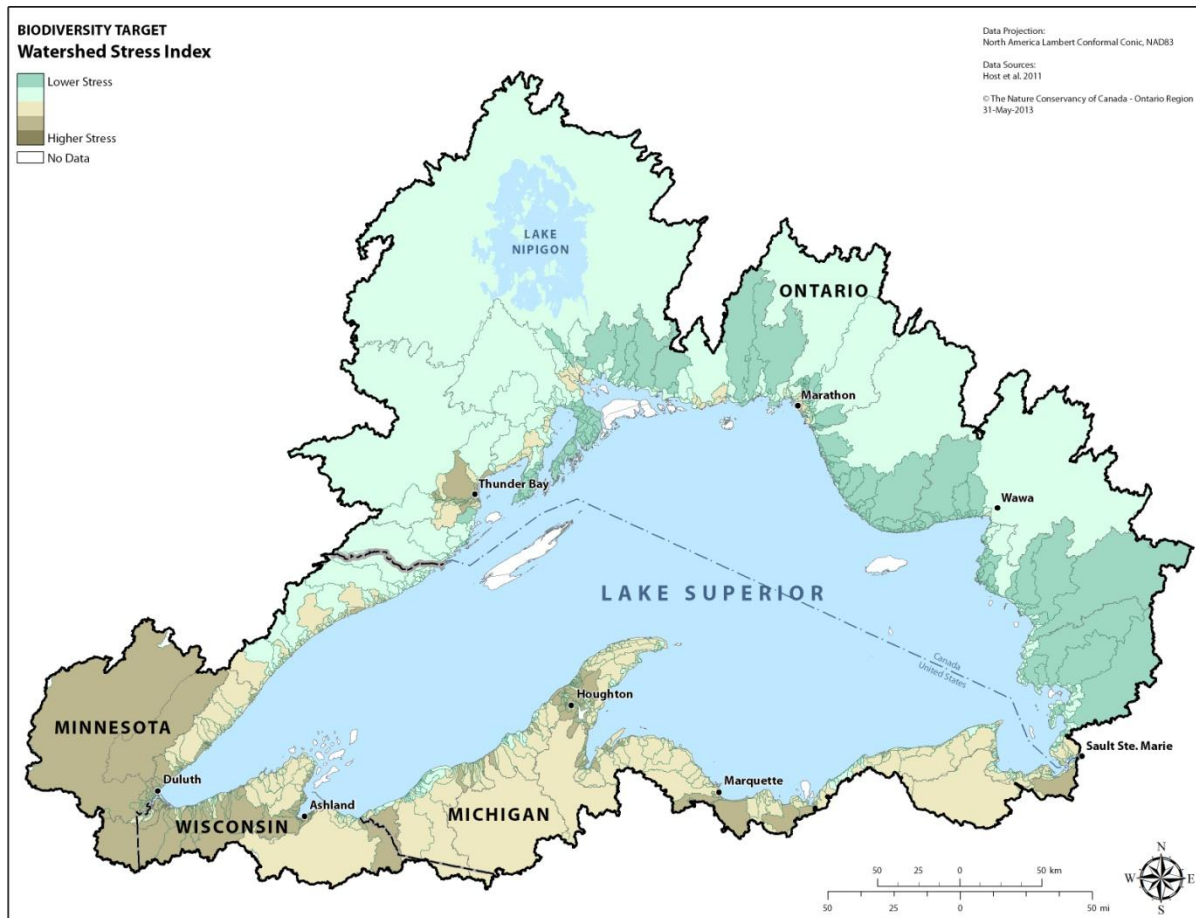 BIODIVERSITY TARGET
Watershed Stress Index
Lower Stress
Higher Stress
No Data
Data Projection:
North America Lambert Conformal Conic, NAD83
Data Sources:
Host et al. 2011
© The Nature Conservancy of Canada - Ontario Region
31-May-2013
LAKE
NIPIGON
ONTARIO
Marathon
Thunder Bay
Wawa
LAKE SUPERIOR
Canada
United States
Houghton
MINNESOTA
Sault Ste. Marie
Duluth
Marquette
Ashland
MICHIGAN
WISCONSIN
N
W E
S
50 25 0 50 km
50 25 0 50 mi